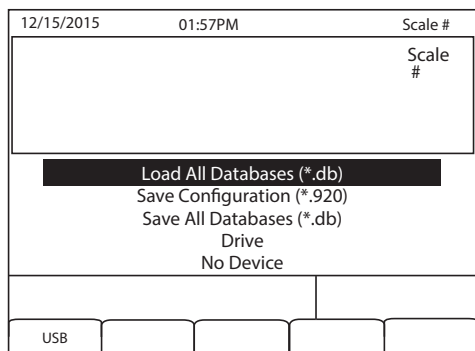 12/15/2015 01:57PM Scale #
Scale
#
Load All Databases (*.db)
Save Configuration (*.920)
Save All Databases (*.db)
Drive
No Device
USB